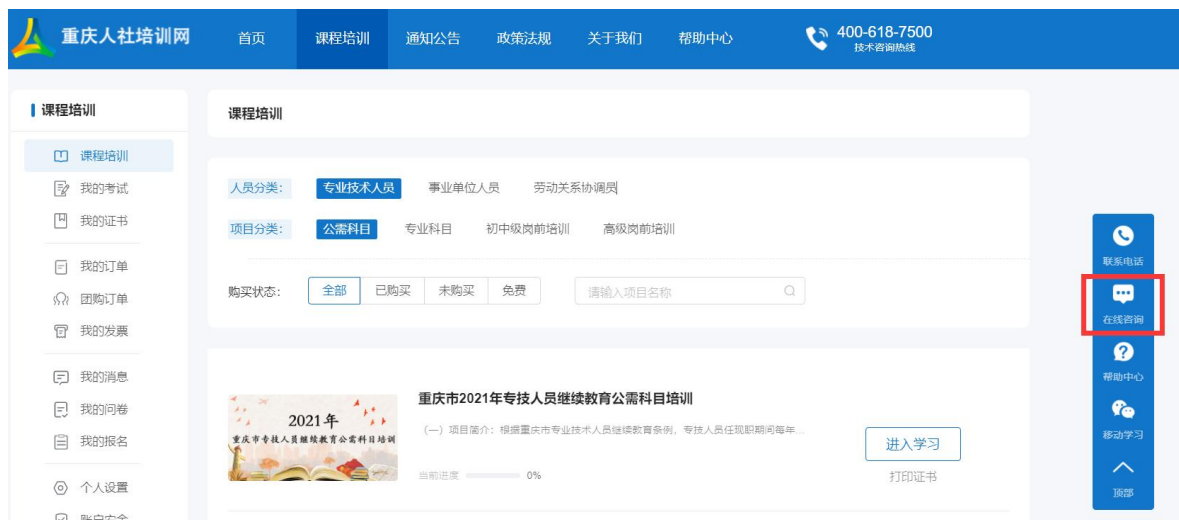 重庆人社培训网 首页 课程培训 通知公告 政策法规 关于我们 帮助中心 400-618-7500
技术咨询热线
课程培训
课程培训
我的考试
我的证书
我的订单
团购订单
我的发票
我的消息
我的问卷
我的报名
个人设置
账户安全
课程培训
人员分类: 专业技术人员 事业单位人员 劳动关系协调员
项目分类: 公需科目 专业科目 初中级岗前培训 高级岗前培训
购买状态: 全部 已购买 未购买 免费 请输入项目名称
2021年
重庆市专技人员继续教育公需科目培训
重庆市2021年专技人员继续教育公需科目培训
(一) 项目简介: 根据重庆市专业技术人员继续教育条例, 专技人员任现职期间每年...
当前进度 0%
进入学习
打印证书
联系电话
在线咨询
帮助中心
移动学习
顶部